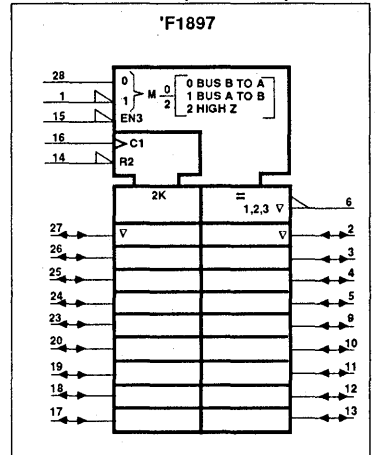 'F1897
28 0 0 0 BUS B TO A
1 1 M 2 1 BUS A TO B
15 EN3 2 HIGH Z
16 C1
14 R2
2K = 6
1,2,3 ▽
27 ▽ ▽ 2
26 3
25 4
24 5
23 9
20 10
19 11
18 12
17 13